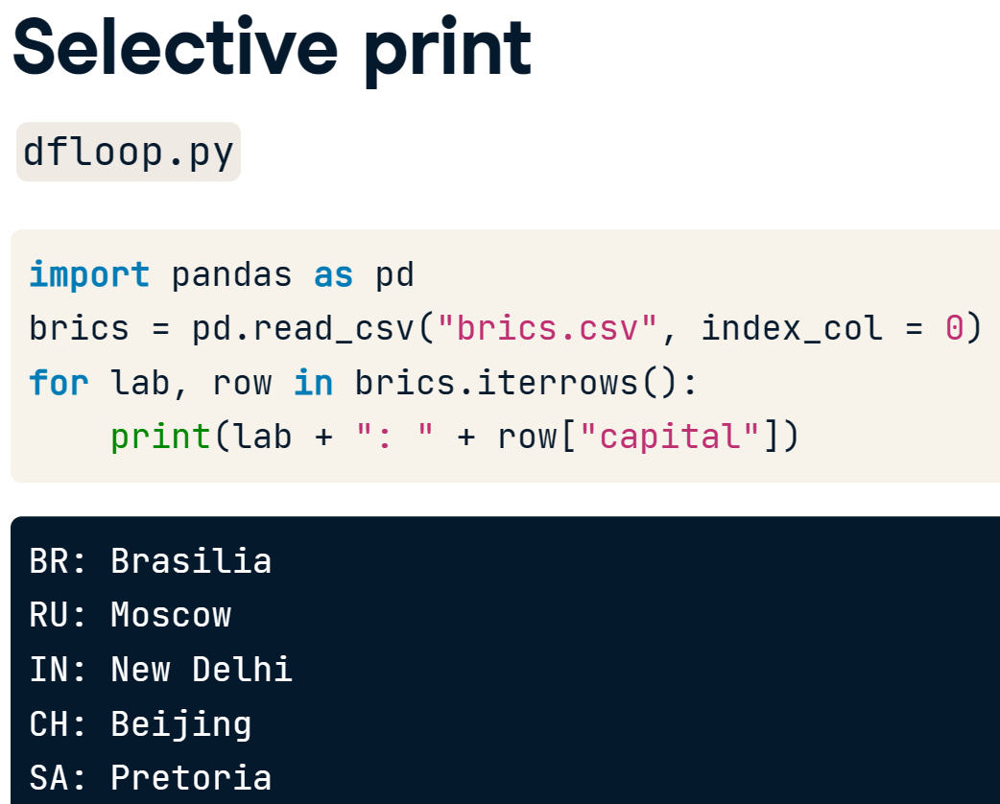 Selective print
dfloop.py
import pandas as pd
brics = pd.read_csv("brics.csv", index_col = 0)
for lab, row in brics.iterrows():
    print(lab + ": " + row["capital"])
BR: Brasilia
RU: Moscow
IN: New Delhi
CH: Beijing
SA: Pretoria